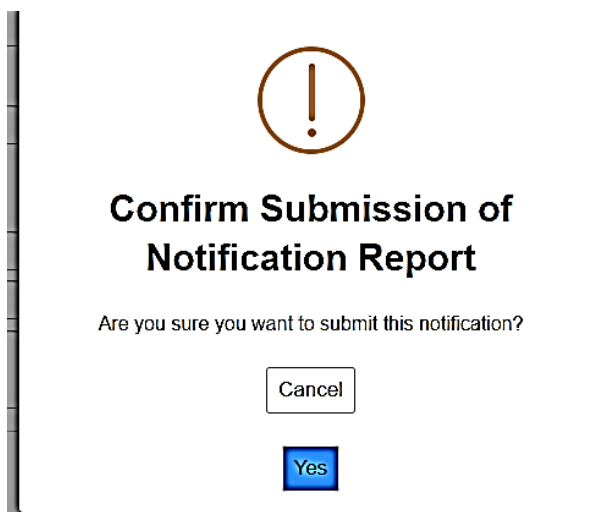 Confirm Submission of
Notification Report
Are you sure you want to submit this notification?
Cancel
Yes